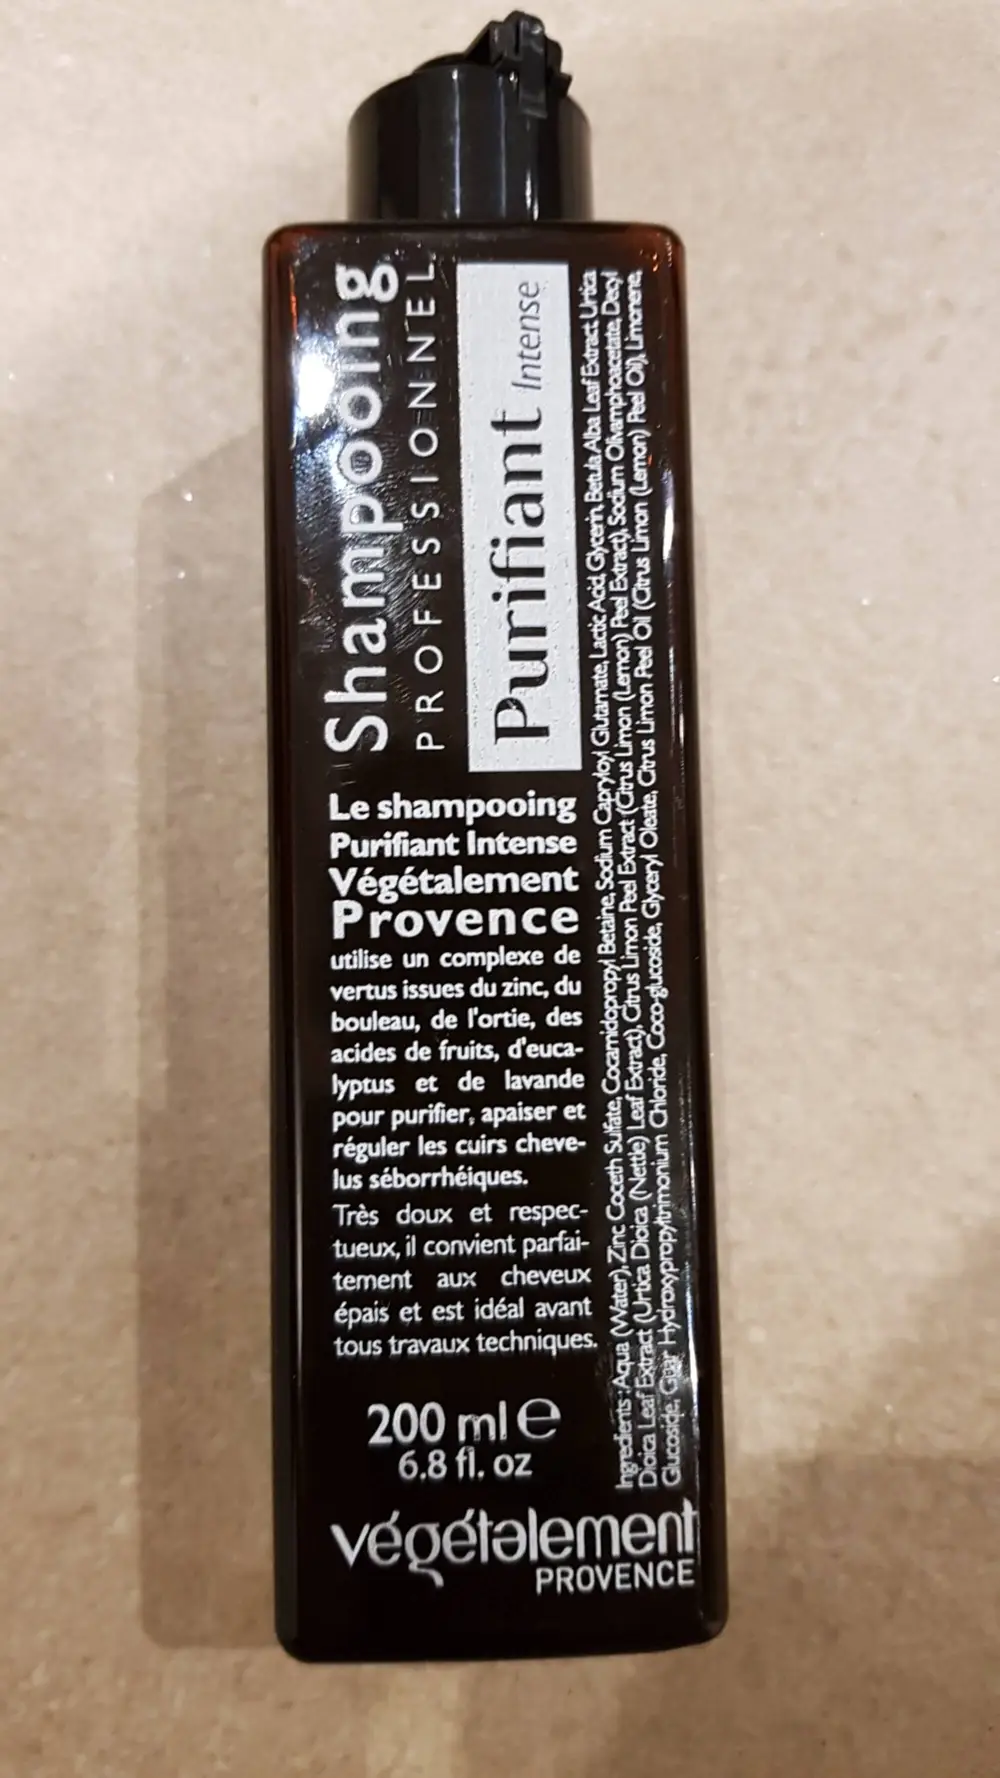 Shampooing
PROFESSIONNEL
Purifiant Intense
Le shampooing
Purifiant Intense
Végétalement
Provence
utilise un complexe de
vertus issues du zinc, du
bouleau, de l'ortie, des
acides de fruits, d'euca-
lyptus et de lavande
pour purifier, apaiser et
réguler les cuirs cheve-
lus séborrhéiques.
Très doux et respec-
tueux, il convient parfai-
tement aux cheveux
épais et est idéal avant
tous travaux techniques.
200 ml e
6.8 fl. oz
végétalement
PROVENCE
Ingredients : Aqua (Water), Zinc Coceth Sulfate, Cocamidopropyl Betaine, Sodium Capryloyl Glutamate, Lactic Acid, Glycerin, Betula Alba Leaf Extract, Urtica
Dioica Leaf Extract (Urtica Dioica (Nettle) Leaf Extract), Citrus Limon Peel Extract (Citrus Limon (Lemon) Peel Extract), Sodium Olivamphoacetate, Decyl
Glucoside, Guar Hydroxypropyltrimonium Chloride, Coco-glucoside, Glyceryl Oleate, Citrus Limon Peel Oil (Citrus Limon (Lemon) Peel Oil), Limonene,